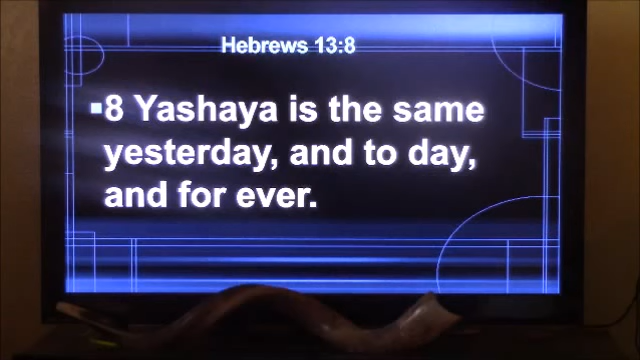 Hebrews 13:8
▪8 Yashaya is the same
yesterday, and to day,
and for ever.